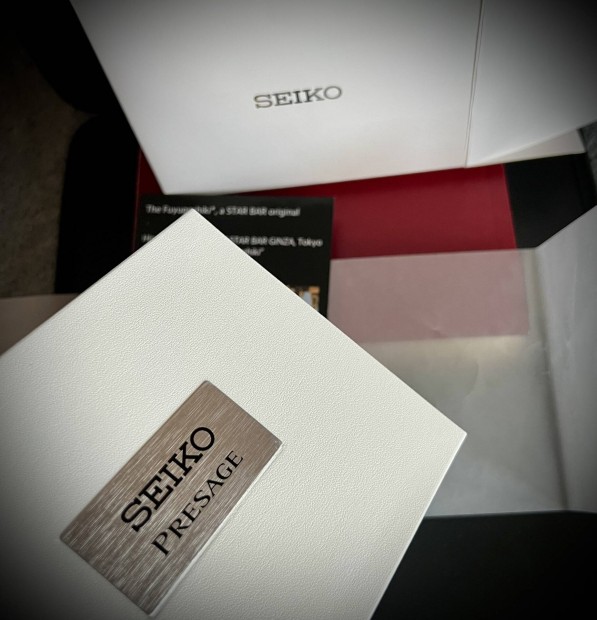 SEIKO
The Fuyu
", a STAR BAR original
STAR BAR GINZA, Tokyo
SEIKO
PRESAGE